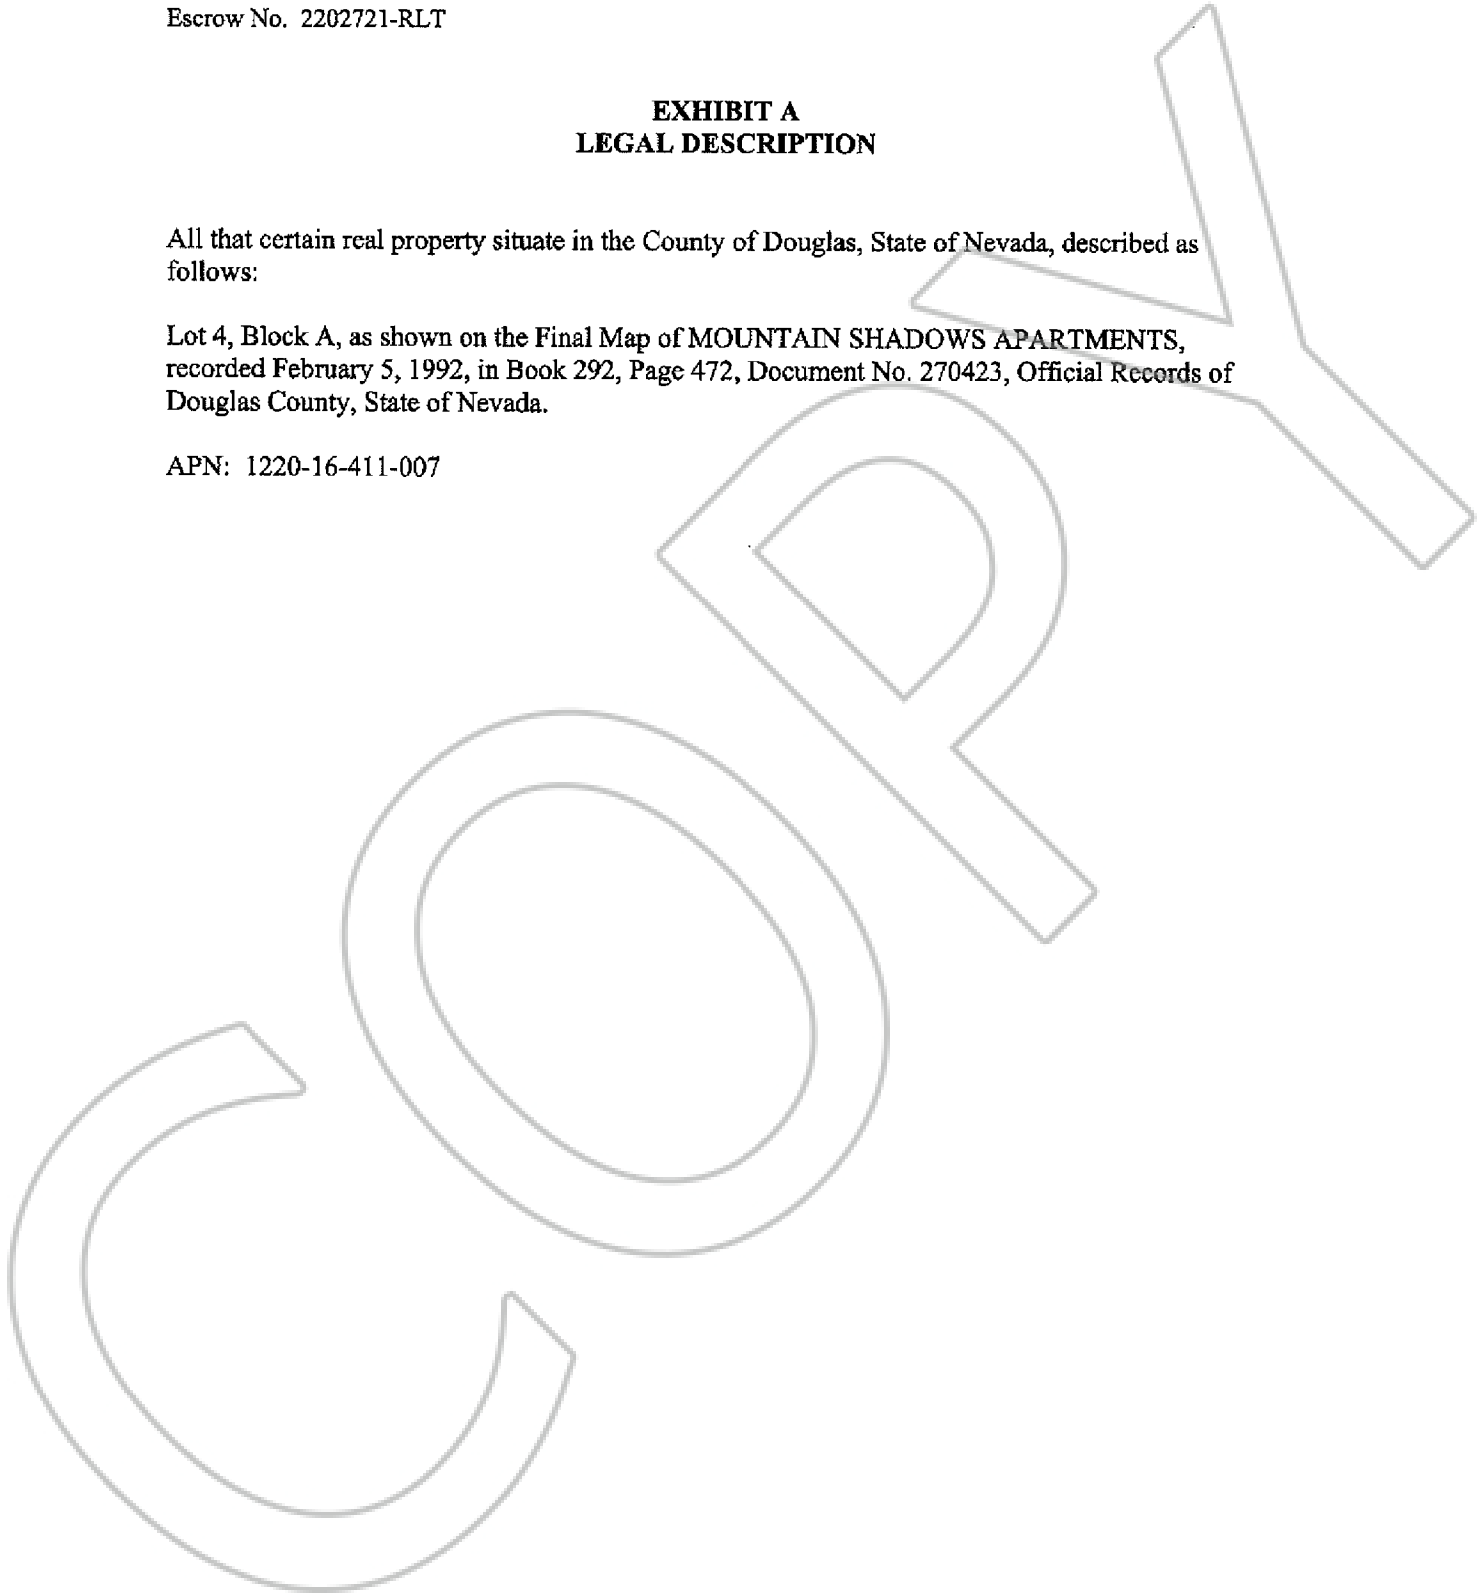 Escrow No. 2202721-RLT
EXHIBIT A
LEGAL DESCRIPTION
All that certain real property situate in the County of Douglas, State of Nevada, described as
follows:
Lot 4, Block A, as shown on the Final Map of MOUNTAIN SHADOWS APARTMENTS,
recorded February 5, 1992, in Book 292, Page 472, Document No. 270423, Official Records of
Douglas County, State of Nevada.
APN: 1220-16-411-007
COPY